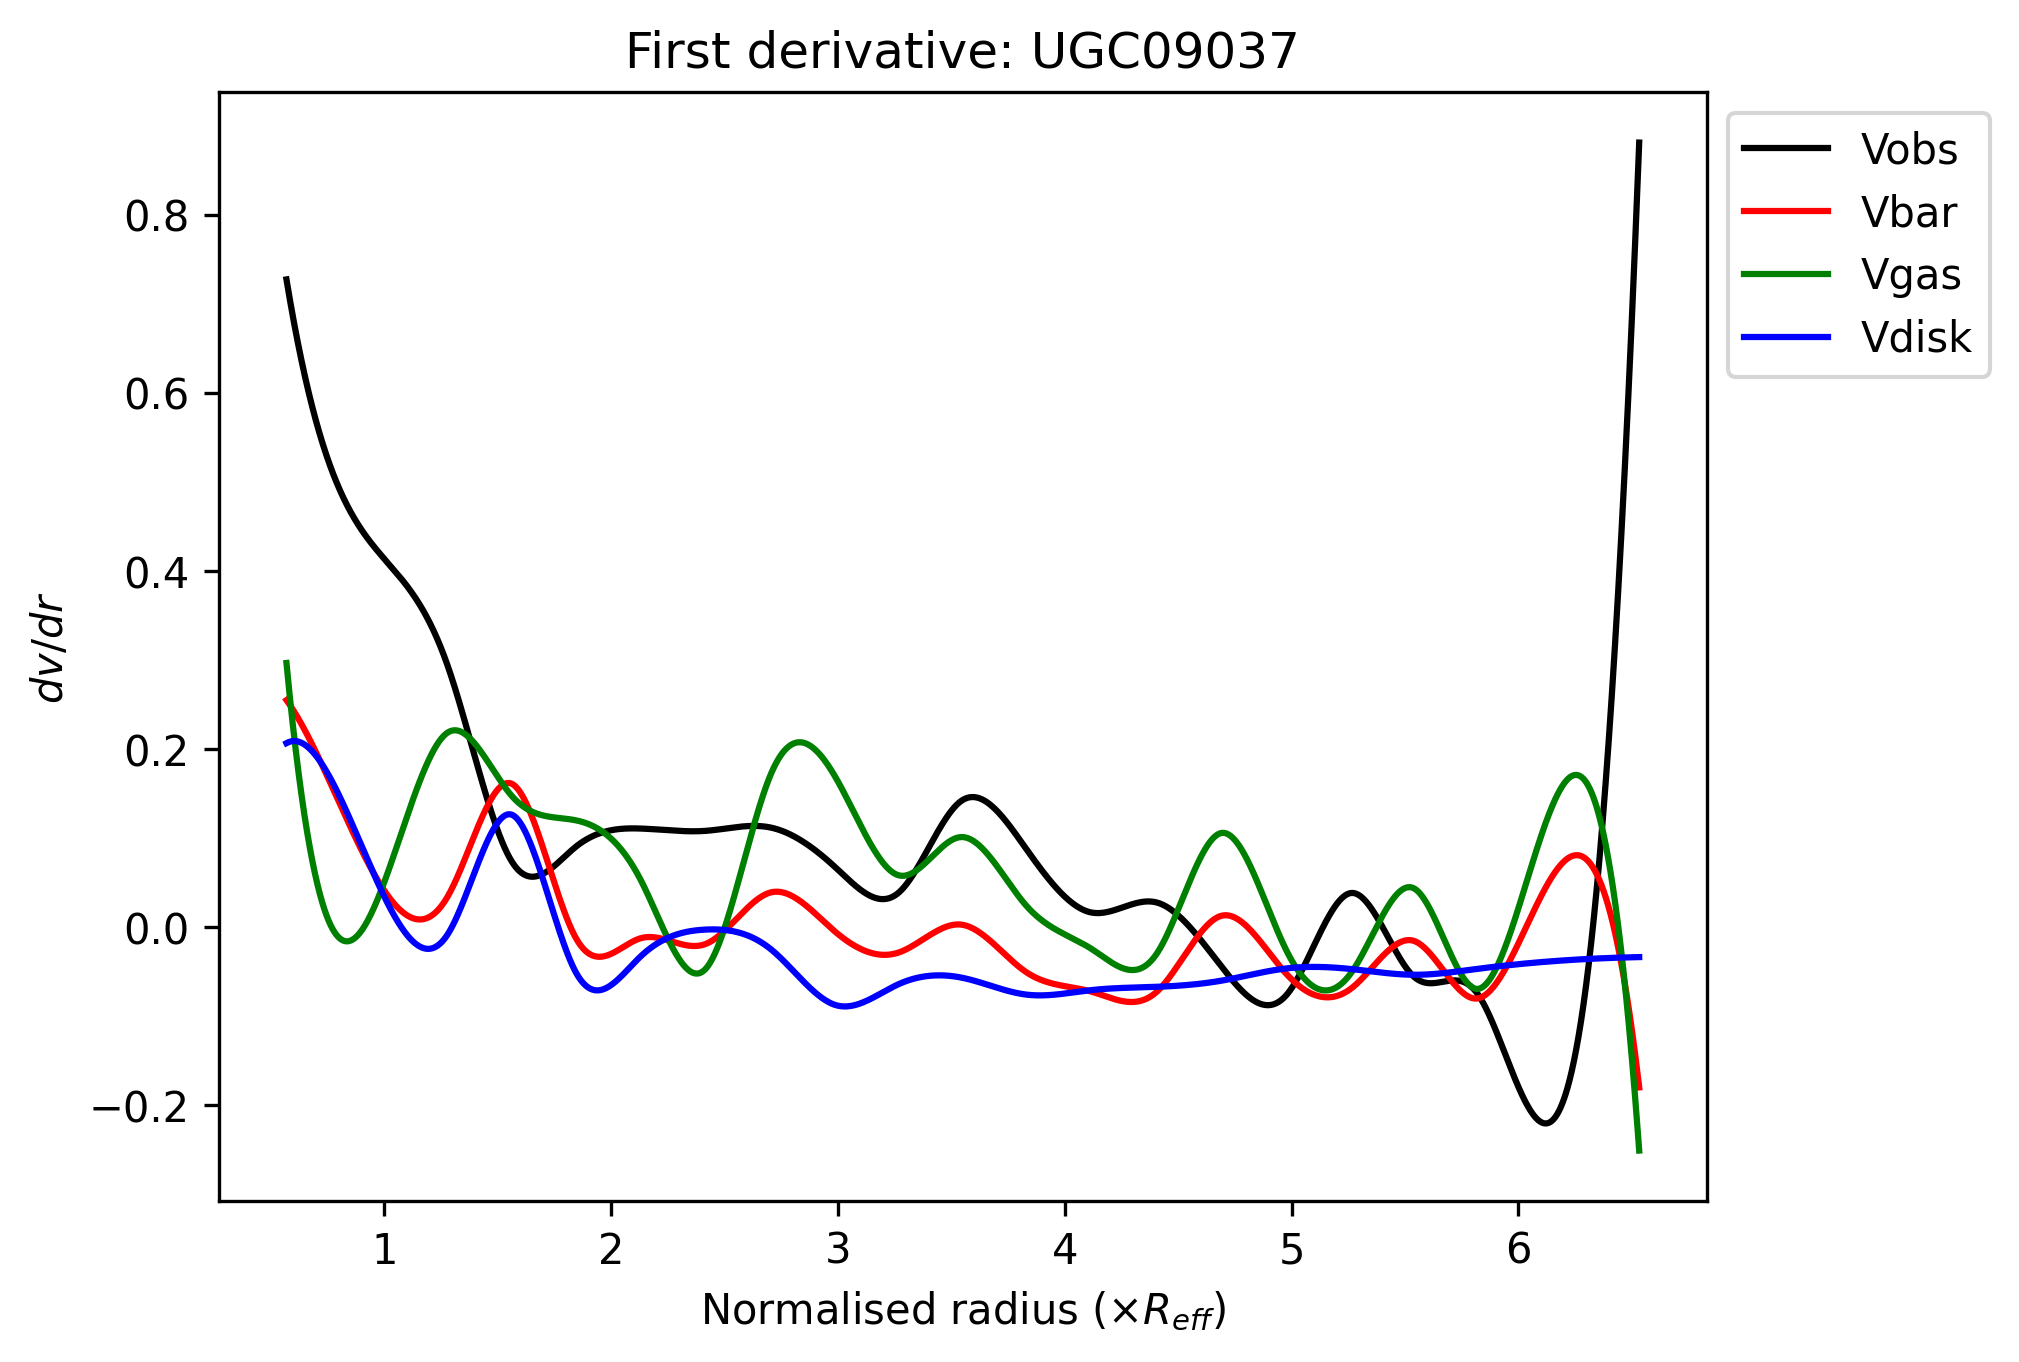 First derivative: UGC09037
Vobs
Vbar
Vgas
Vdisk
0.8
0.6
0.4
0.2
0.0
−0.2
dv/dr
1 2 3 4 5 6
Normalised radius (×R_eff)